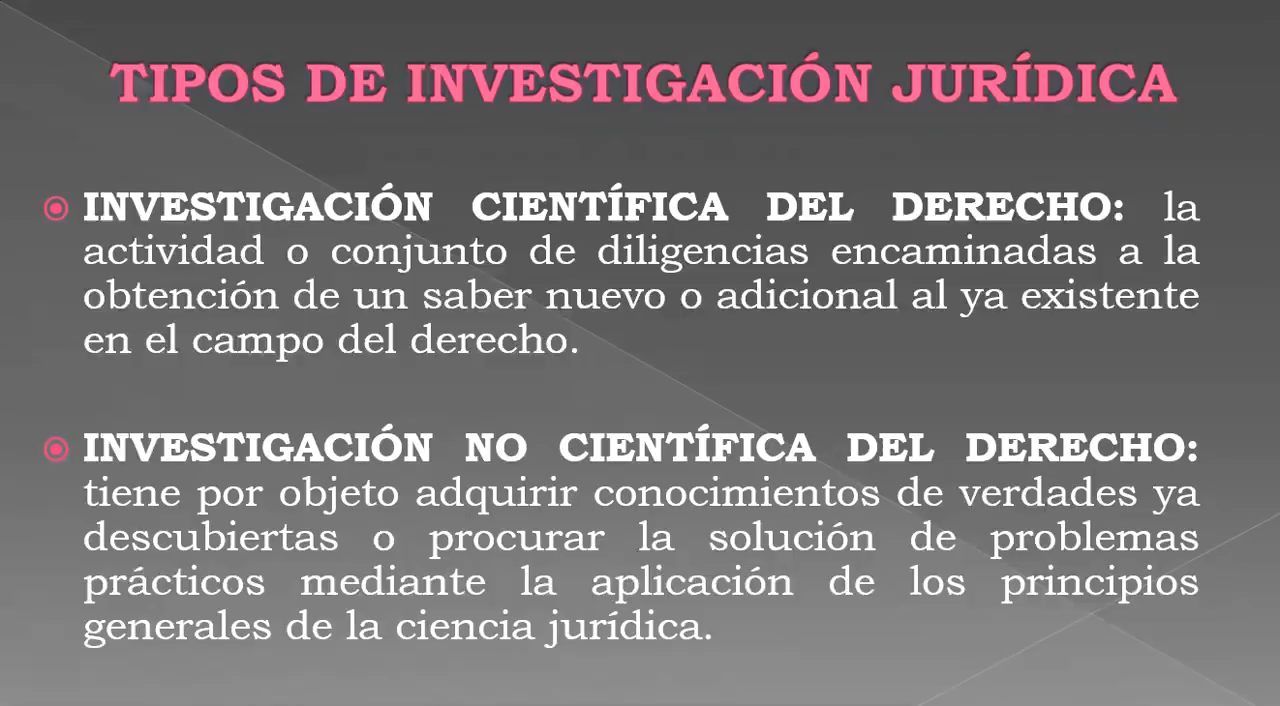 TIPOS DE INVESTIGACIÓN JURÍDICA
INVESTIGACIÓN CIENTÍFICA DEL DERECHO: la
actividad o conjunto de diligencias encaminadas a la
obtención de un saber nuevo o adicional al ya existente
en el campo del derecho.
INVESTIGACIÓN NO CIENTÍFICA DEL DERECHO:
tiene por objeto adquirir conocimientos de verdades ya
descubiertas o procurar la solución de problemas
prácticos mediante la aplicación de los principios
generales de la ciencia jurídica.